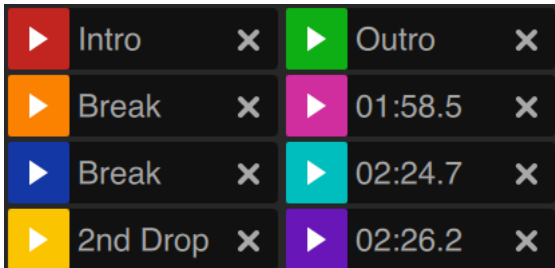 Intro
Outro
Break
01:58.5
Break
02:24.7
2nd Drop
02:26.2